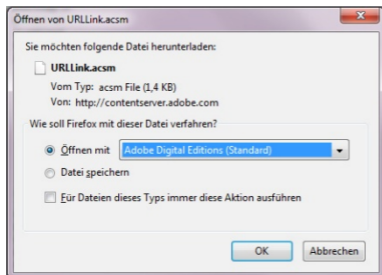 Öffnen von URLLink.acsm
Sie möchten folgende Datei herunterladen:
URLLink.acsm
Vom Typ: acsm File (1,4 KB)
Von: http://contentserver.adobe.com
Wie soll Firefox mit dieser Datei verfahren?
Öffnen mit Adobe Digital Editions (Standard)
Datei speichern
Für Dateien dieses Typs immer diese Aktion ausführen
OK Abbrechen